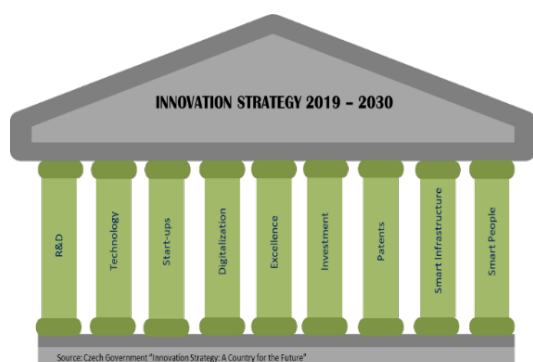 INNOVATION STRATEGY 2019 – 2030
R&D
Technology
Start-ups
Digitalization
Excellence
Investment
Patents
Smart Infrastructure
Smart People
Source: Czech Government "Innovation Strategy: A Country for the Future"